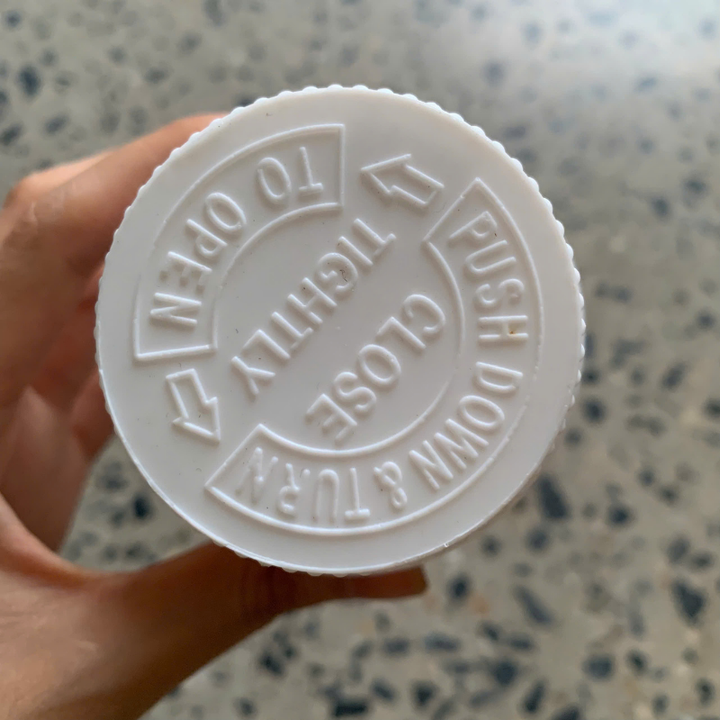 PUSH DOWN & TURN
TO OPEN
CLOSE
TIGHTLY